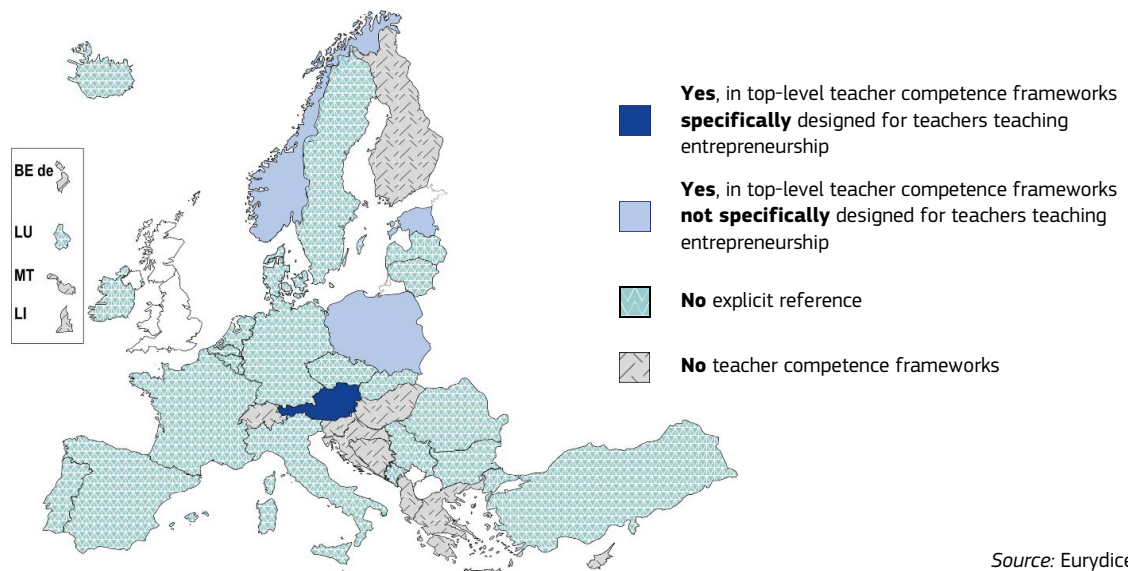 BE de
LU
MT
LI
Yes, in top-level teacher competence frameworks
specifically designed for teachers teaching
entrepreneurship
Yes, in top-level teacher competence frameworks
not specifically designed for teachers teaching
entrepreneurship
No explicit reference
No teacher competence frameworks
Source: Eurydice